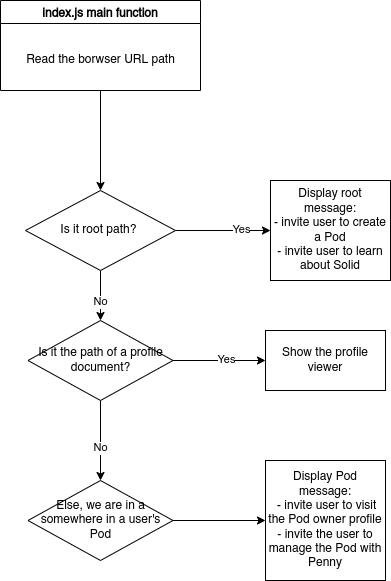 index.js main function
Read the borwser URL path
Is it root path?
Yes
Display root
message:
- invite user to create
a Pod
- invite user to learn
about Solid
No
Is it the path of a profile
document?
Yes
Show the profile
viewer
No
Else, we are in a
somewhere in a user's
Pod
Display Pod
message:
- invite user to visit
the Pod owner profile
- invite the user to
manage the Pod with
Penny